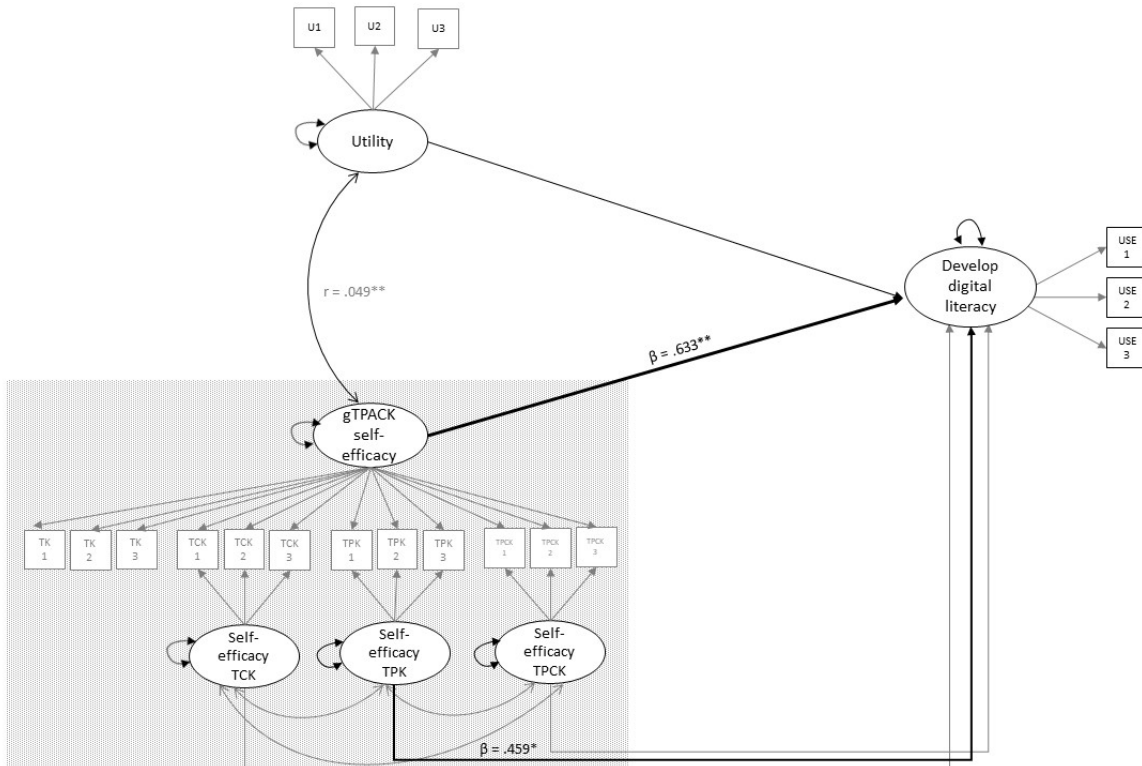 U1 U2 U3
Utility
USE
1
Develop
digital
literacy
USE
2
USE
3
r = .049**
β = .633**
gTPACK
self-
efficacy
TK
1
TK
2
TK
3
TCK
1
TCK
2
TCK
3
TPK
1
TPK
2
TPK
3
TPCK
1
TPCK
2
TPCK
3
Self-
efficacy
TCK
Self-
efficacy
TPK
Self-
efficacy
TPCK
β = .459*